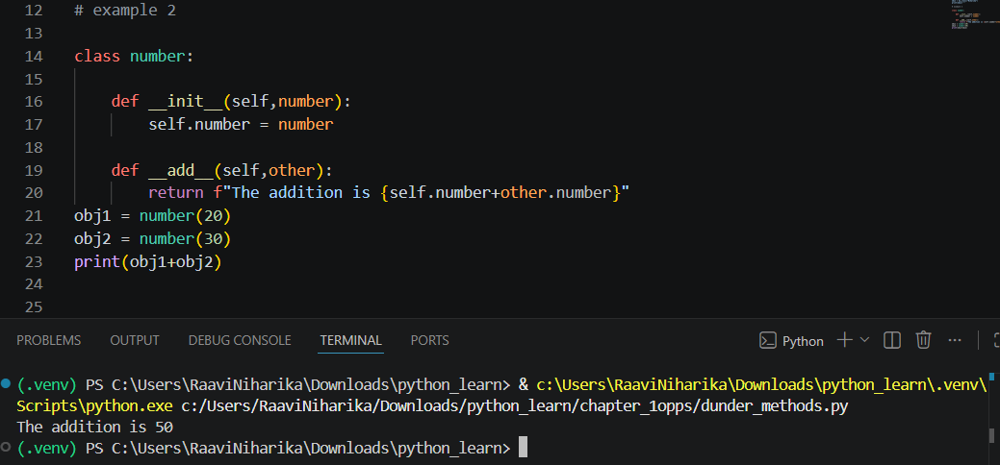 12 # example 2
13
14 class number:
15
16 def __init__(self,number):
17 self.number = number
18
19 def __add__(self,other):
20 return f"The addition is {self.number+other.number}"
21 obj1 = number(20)
22 obj2 = number(30)
23 print(obj1+obj2)
24
25
PROBLEMS OUTPUT DEBUG CONSOLE TERMINAL PORTS Python
(.venv) PS C:\Users\RaaviNiharika\Downloads\python_learn> & c:\Users\RaaviNiharika\Downloads\python_learn\.venv\
Scripts\python.exe c:/Users/RaaviNiharika/Downloads/python_learn/chapter_1opps/dunder_methods.py
The addition is 50
(.venv) PS C:\Users\RaaviNiharika\Downloads\python_learn>